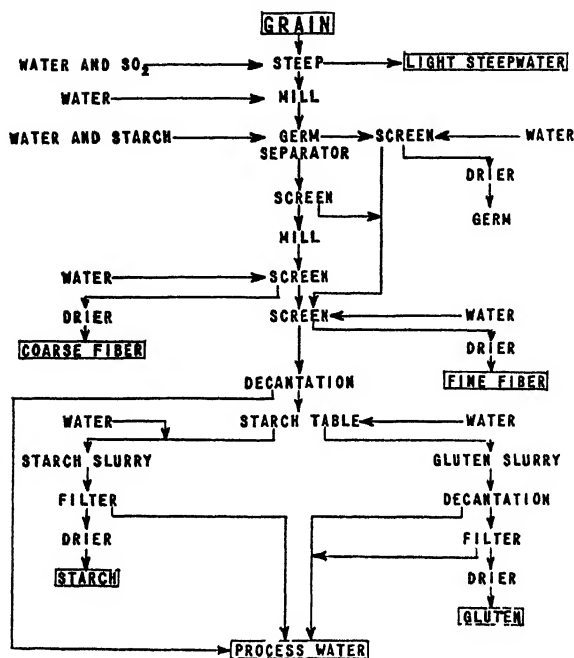 GRAIN
WATER AND SO2 STEEP LIGHT STEEPWATER
WATER MILL
WATER AND STARCH GERM SEPARATOR SCREEN WATER
DRIER
SCREEN
GERM
MILL
WATER SCREEN
DRIER SCREEN WATER
COARSE FIBER DRIER
FINE FIBER
DECANTATION
WATER STARCH TABLE WATER
STARCH SLURRY GLUTEN SLURRY
FILTER DECANTATION
DRIER FILTER
STARCH DRIER
GLUTEN
PROCESS WATER